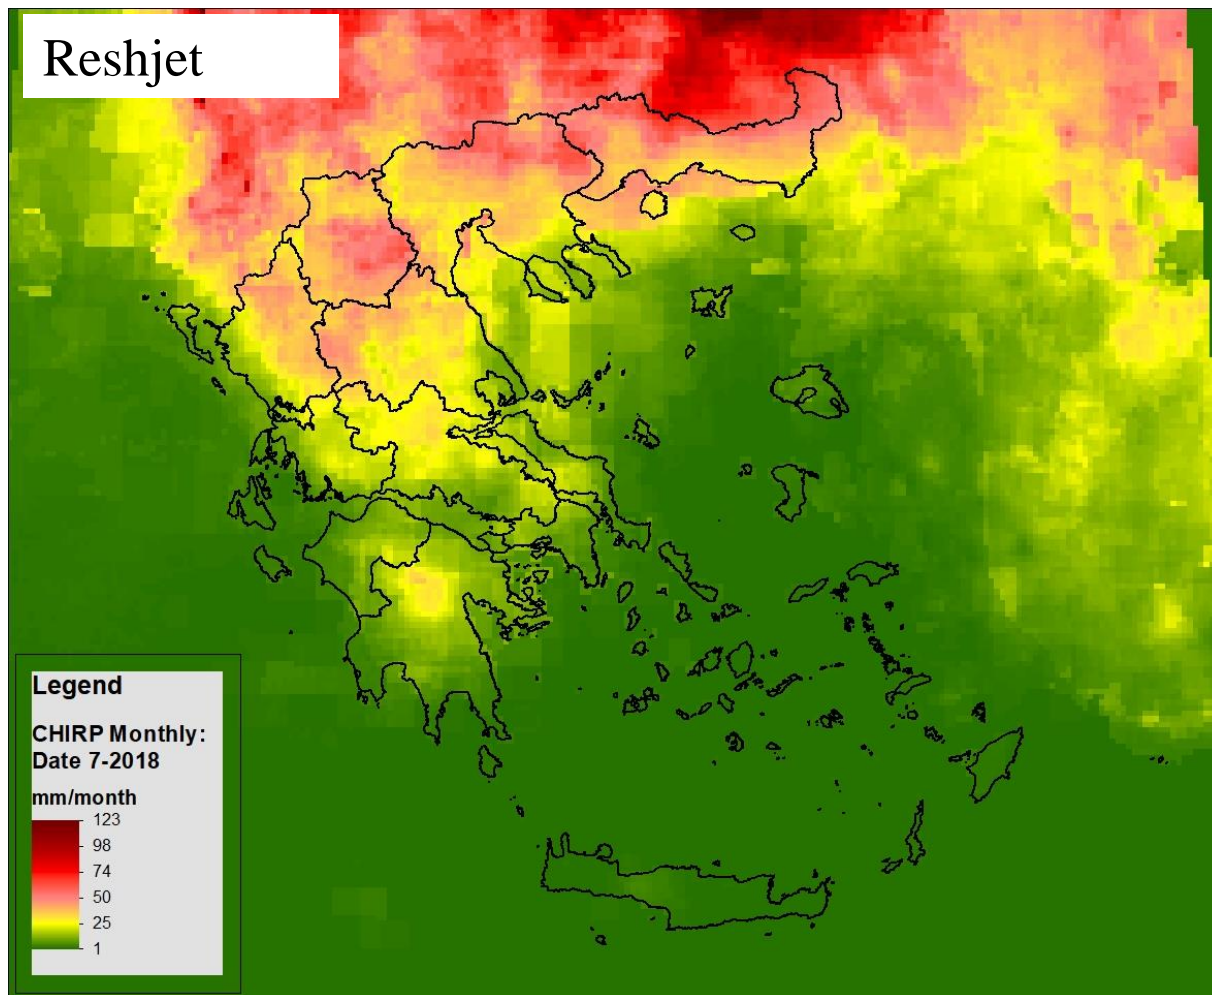 Reshjet
Legend
CHIRP Monthly:
Date 7-2018
mm/month
123
98
74
50
25
1